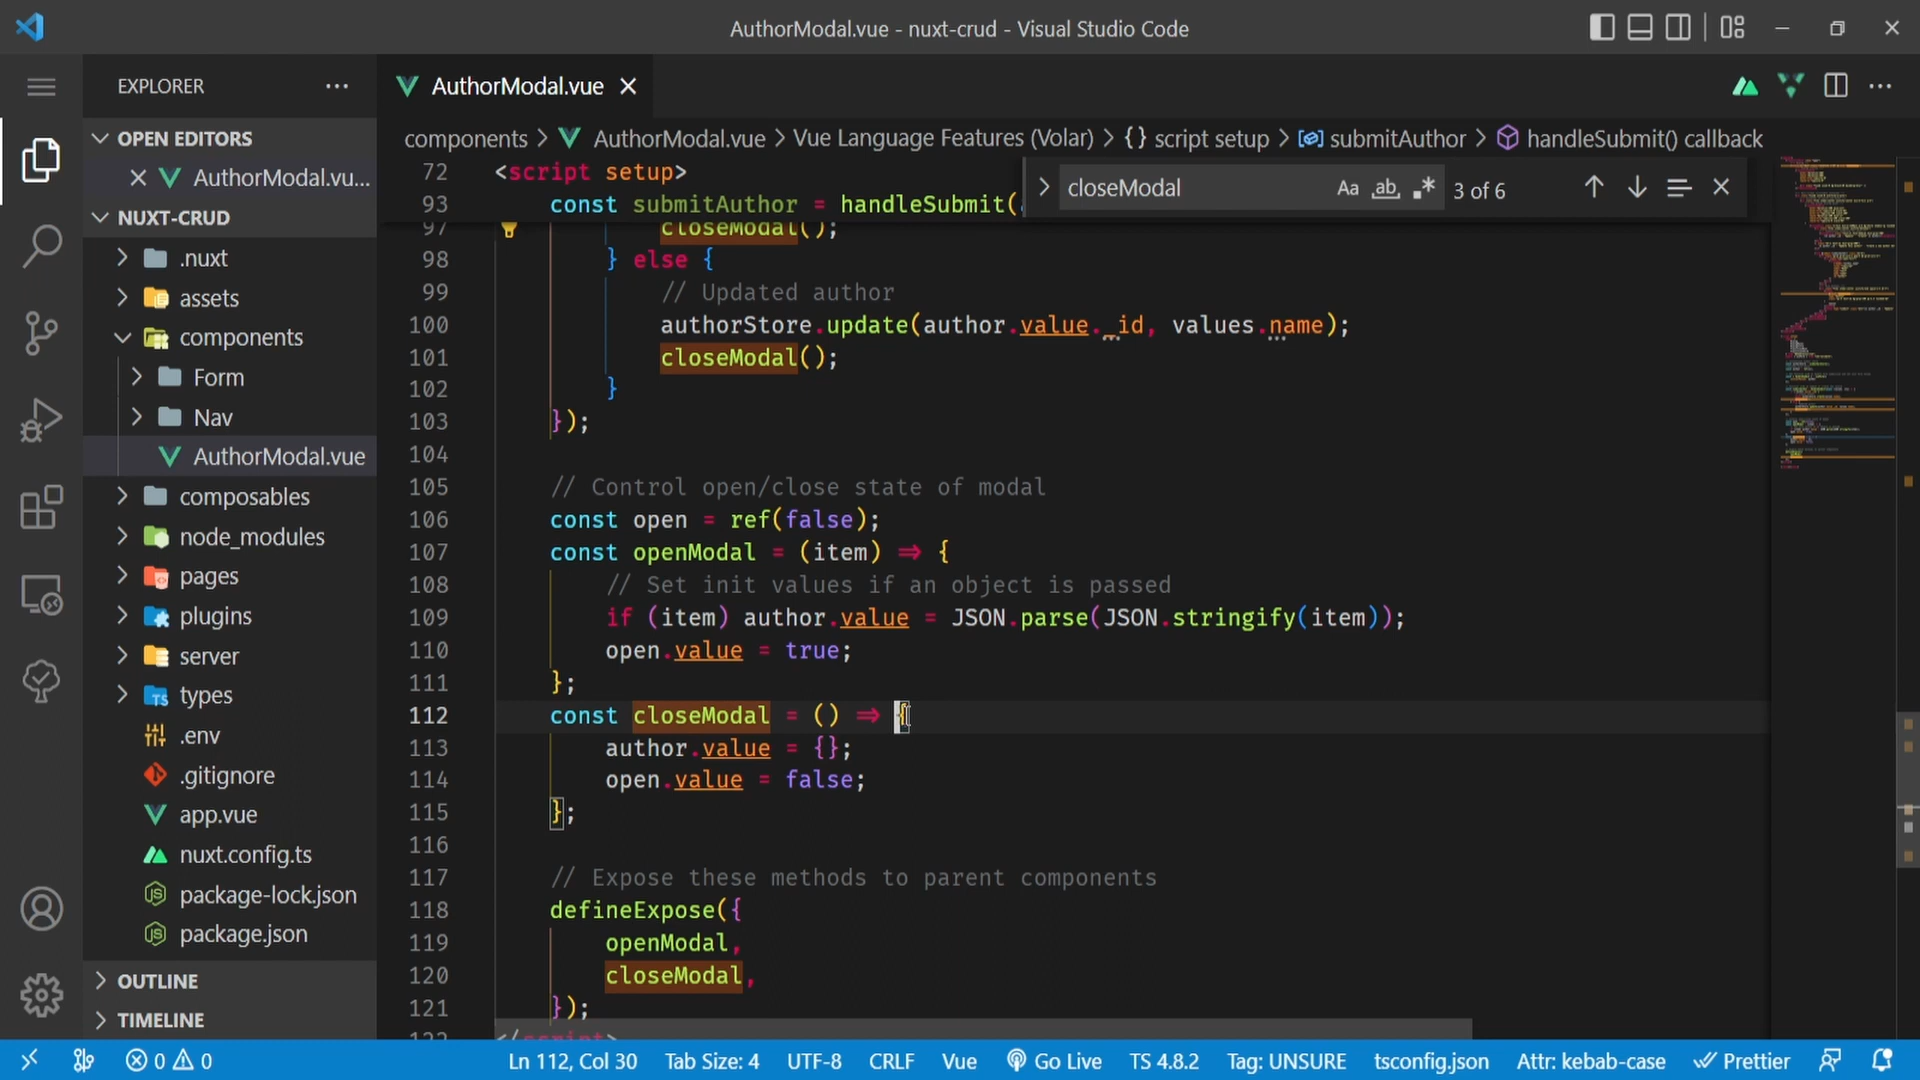 AuthorModal.vue - nuxt-crud - Visual Studio Code
EXPLORER
OPEN EDITORS
AuthorModal.vu...
NUXT-CRUD
.nuxt
assets
components
Form
Nav
AuthorModal.vue
composables
node_modules
pages
plugins
server
types
.env
.gitignore
app.vue
nuxt.config.ts
package-lock.json
package.json
OUTLINE
TIMELINE
AuthorModal.vue
components > AuthorModal.vue > Vue Language Features (Volar) > {} script setup > submitAuthor > handleSubmit() callback
closeModal Aa ab 3 of 6
72 <script setup>
93 const submitAuthor = handleSubmit(
97 closeModal();
98 } else {
99 // Updated author
100 authorStore.update(author.value._id, values.name);
101 closeModal();
102 }
103 });
104
105 // Control open/close state of modal
106 const open = ref(false);
107 const openModal = (item) => {
108 // Set init values if an object is passed
109 if (item) author.value = JSON.parse(JSON.stringify(item));
110 open.value = true;
111 };
112 const closeModal = () => {
113 author.value = {};
114 open.value = false;
115 };
116
117 // Expose these methods to parent components
118 defineExpose({
119 openModal,
120 closeModal,
121 });
122 </script>
0 0 Ln 112, Col 30 Tab Size: 4 UTF-8 CRLF Vue Go Live TS 4.8.2 Tag: UNSURE tsconfig.json Attr: kebab-case Prettier